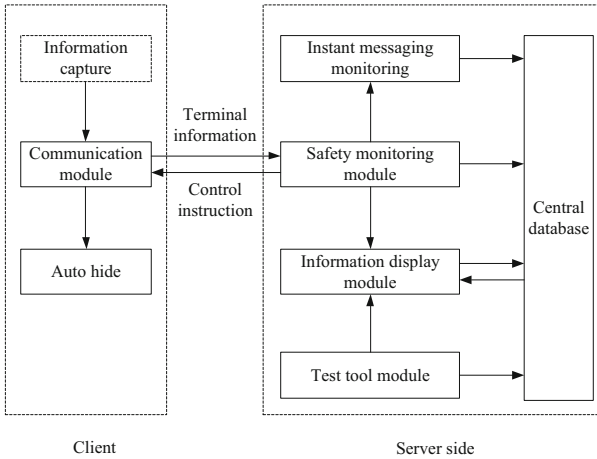 Information
capture
Communication
module
Auto hide
Client
Terminal
information
Control
instruction
Instant messaging
monitoring
Safety monitoring
module
Information display
module
Test tool module
Central
database
Server side